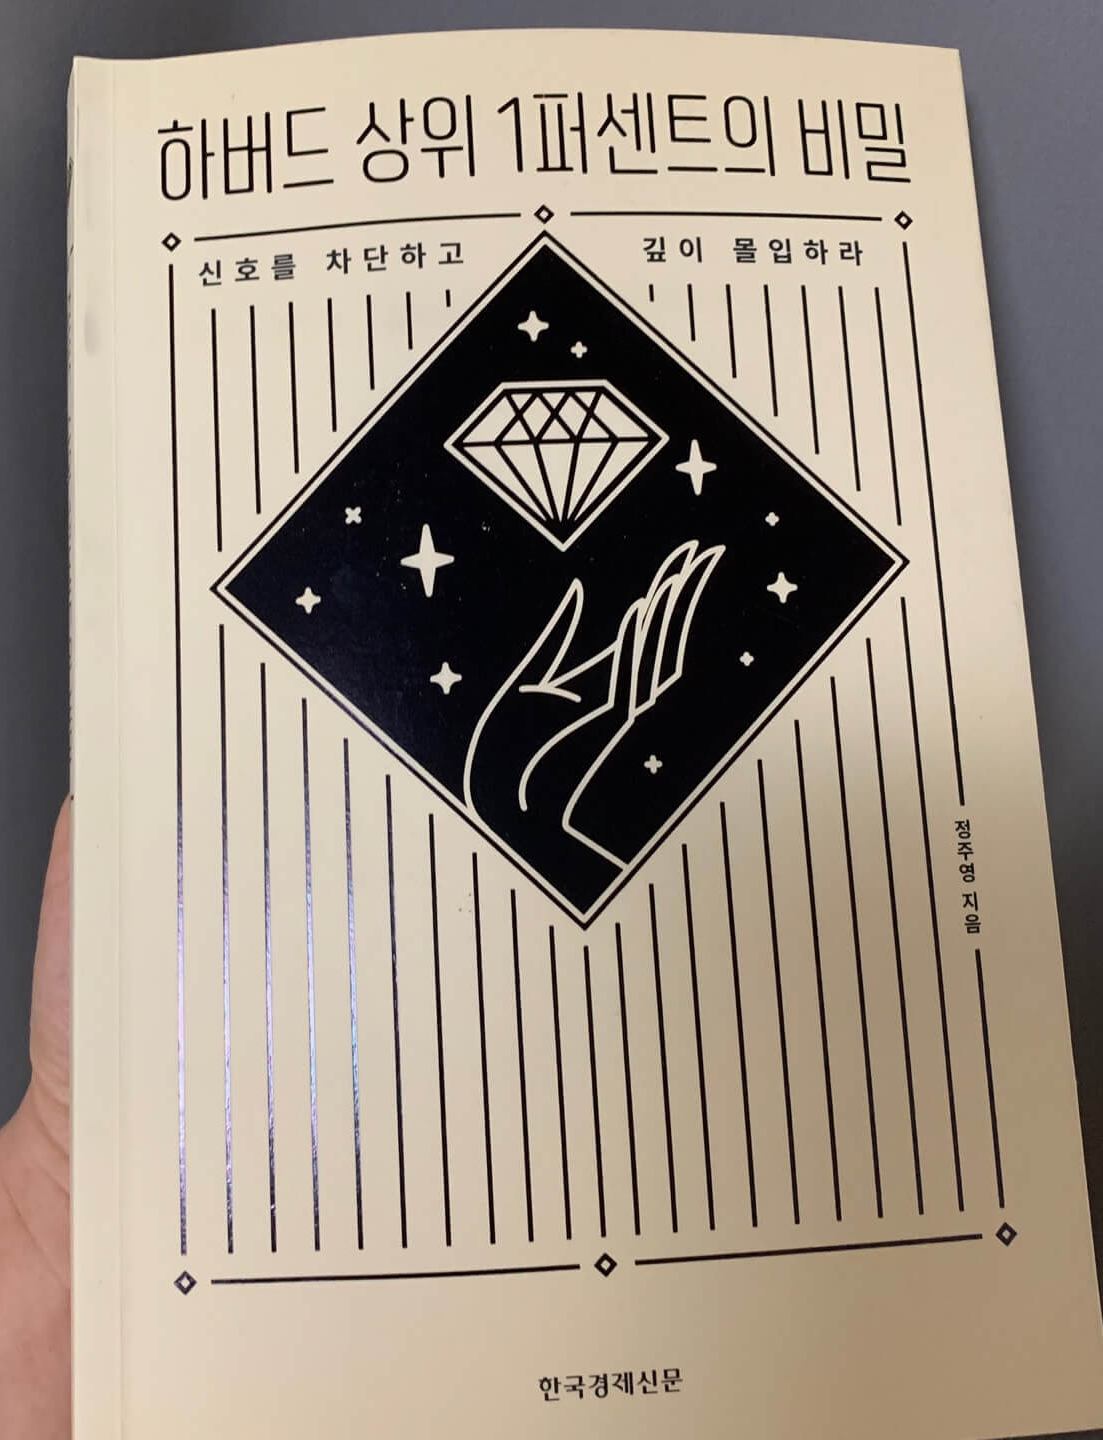 하버드 상위 1퍼센트의 비밀
신호를 차단하고 깊이 몰입하라
정주영 지음
한국경제신문